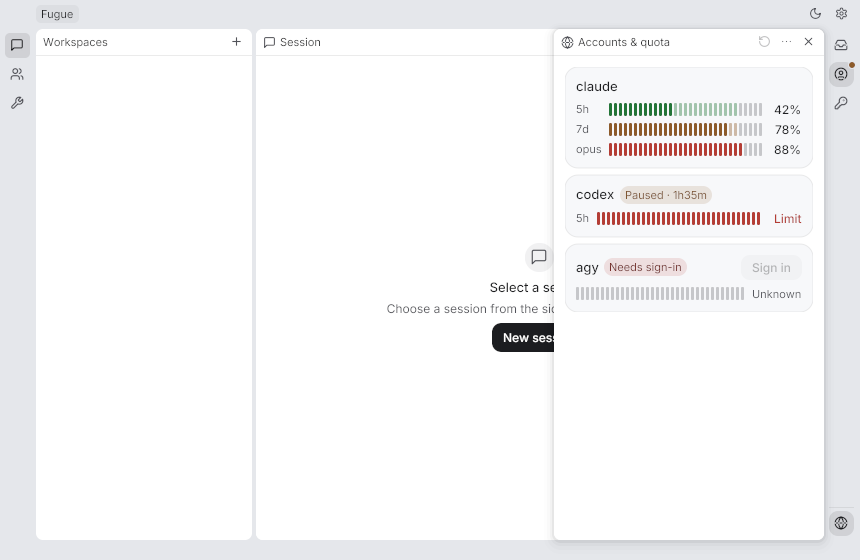 Fugue
Workspaces
Session
Select a se
Choose a session from the sid
New sess
Accounts & quota
claude
5h 42%
7d 78%
opus 88%
codex Paused · 1h35m
5h Limit
agy Needs sign-in Sign in
Unknown